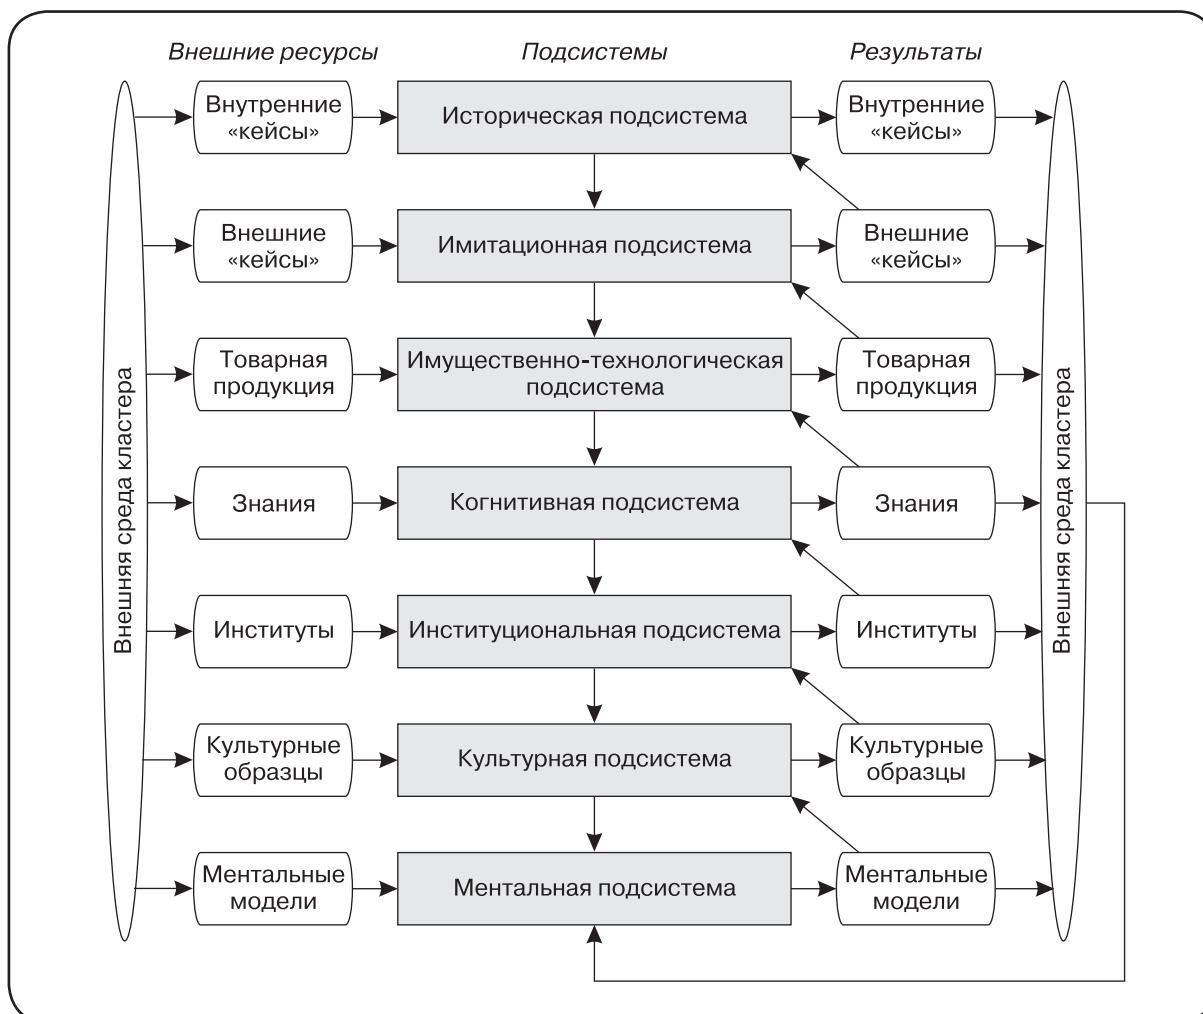 Внешние ресурсы
Подсистемы
Результаты
Внешняя среда кластера
Внутренние
«кейсы»
Историческая подсистема
Внутренние
«кейсы»
Внешние
«кейсы»
Имитационная подсистема
Внешние
«кейсы»
Товарная
продукция
Имущественно-технологическая
подсистема
Товарная
продукция
Знания
Когнитивная подсистема
Знания
Институты
Институциональная подсистема
Институты
Культурные
образцы
Культурная подсистема
Культурные
образцы
Ментальные
модели
Ментальная подсистема
Ментальные
модели
Внешняя среда кластера